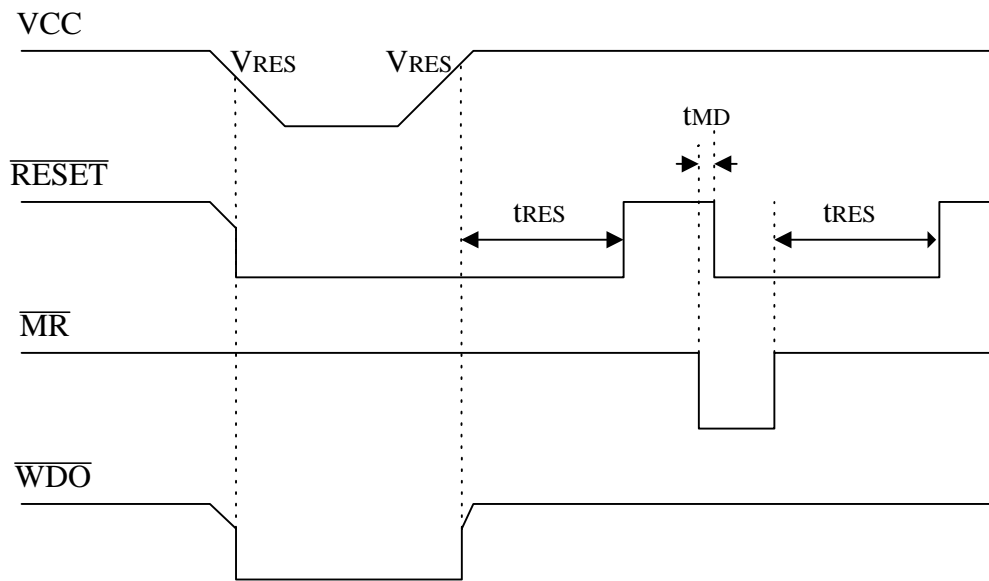 VCC
VRES VRES
tMD
RESET
tRES tRES
MR
WDO